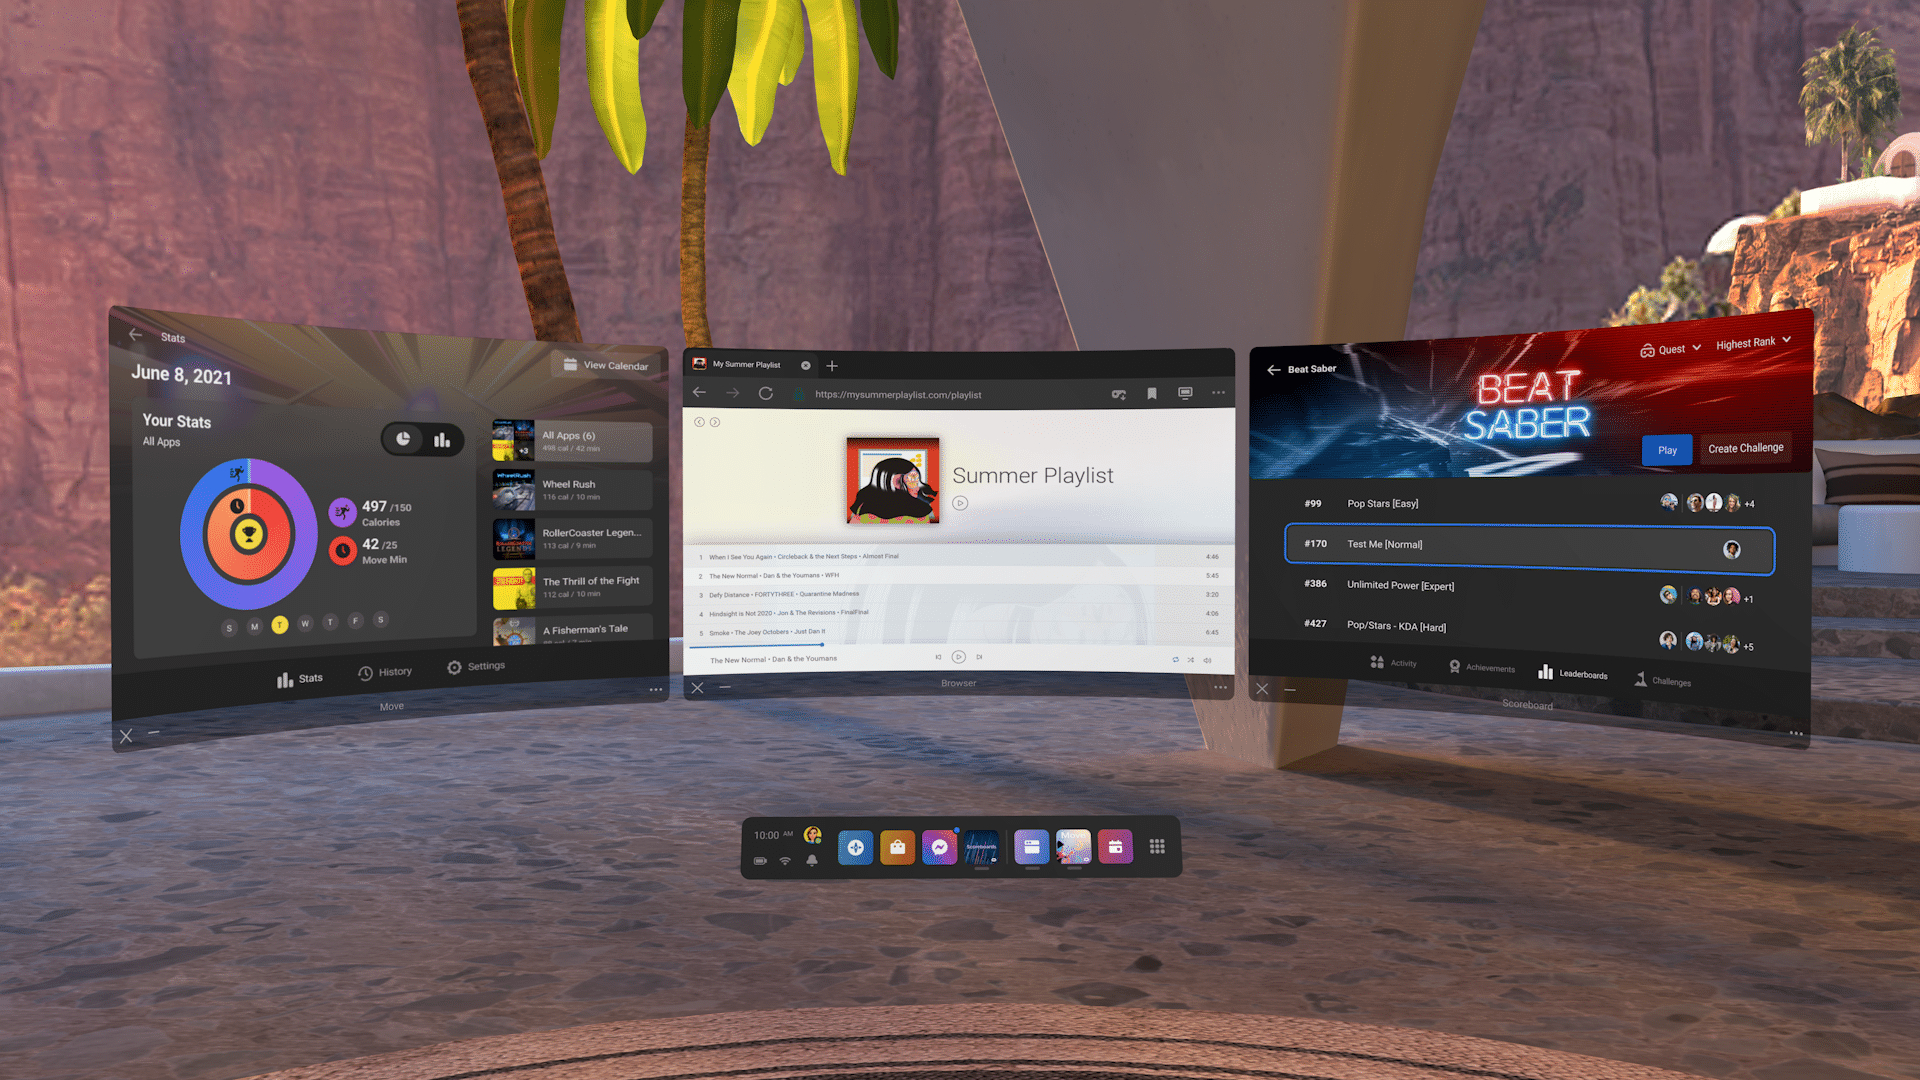 Stats
June 8, 2021
View Calendar
Your Stats
All Apps
497 /150
Calories
42 /25
Move Min
S M T W T F S
All Apps (6)
498 cal / 42 min
+3
WheelRush
Wheel Rush
116 cal / 10 min
RollerCoaster Legen...
113 cal / 9 min
The Thrill of the Fight
112 cal / 10 min
A Fisherman's Tale
Stats
History
Settings
Move
My Summer Playlist
https://mysummerplaylist.com/playlist
Summer Playlist
1 When I See You Again • Circleback & the Next Steps • Almost Final 4:46
2 The New Normal • Dan & the Youmans • WFH 5:45
3 Defy Distance • FORTYTHREE • Quarantine Madness 3:20
4 Hindsight is Not 2020 • Jon & The Revisions • FinalFinal 4:06
5 Smoke • The Joey Octobers • Just Dan It 6:45
The New Normal • Dan & the Youmans
Browser
Beat Saber
Quest
Highest Rank
BEAT
SABER
Play
Create Challenge
#99 Pop Stars [Easy] +4
#170 Test Me [Normal]
#386 Unlimited Power [Expert] +1
#427 Pop/Stars - KDA [Hard] +5
Activity
Achievements
Leaderboards
Challenges
Scoreboard
10:00 AM
Scoreboards
Move